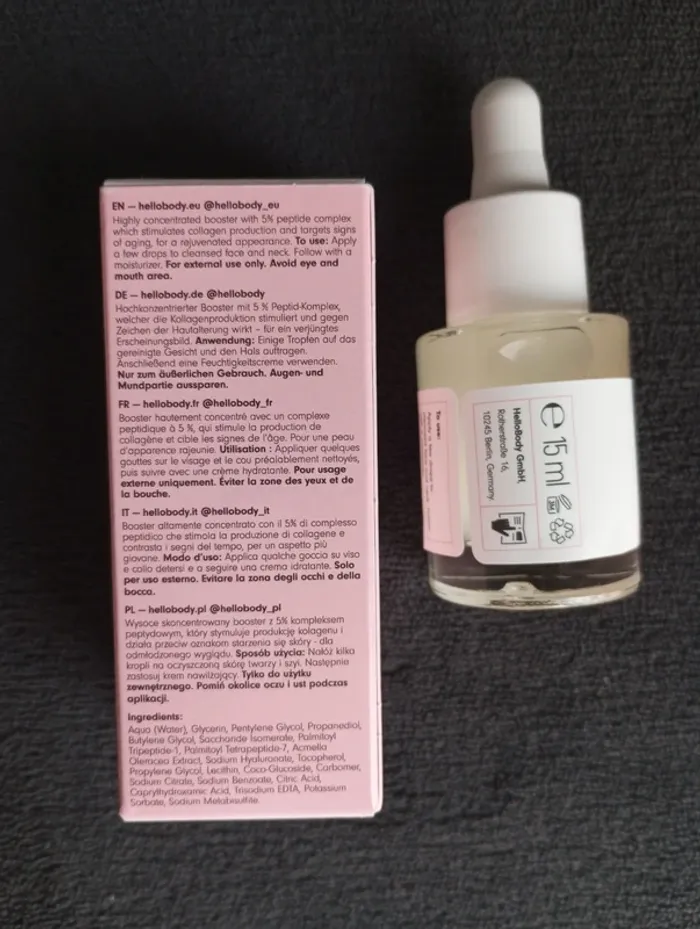 EN — hellobody.eu @hellobody_eu
Highly concentrated booster with 5% peptide complex
which stimulates collagen production and targets signs
of aging, for a rejuvenated appearance. To use: Apply
a few drops to cleansed face and neck. Follow with a
moisturizer. For external use only. Avoid eye and
mouth area.
DE — hellobody.de @hellobody
Hochkonzentrierter Booster mit 5 % Peptid-Komplex,
welcher die Kollagenproduktion stimuliert und gegen
Zeichen der Hautalterung wirkt – für ein verjüngtes
Erscheinungsbild. Anwendung: Einige Tropfen auf das
gereinigte Gesicht und den Hals auftragen.
Anschließend eine Feuchtigkeitscreme verwenden.
Nur zum äußerlichen Gebrauch. Augen- und
Mundpartie aussparen.
FR — hellobody.fr @hellobody_fr
Booster hautement concentré avec un complexe
peptidique à 5 %, qui stimule la production de
collagène et cible les signes de l'âge. Pour une peau
d'apparence rajeunie. Utilisation : Appliquer quelques
gouttes sur le visage et le cou préalablement nettoyés,
puis suivre avec une crème hydratante. Pour usage
externe uniquement. Éviter la zone des yeux et de
la bouche.
IT — hellobody.it @hellobody_it
Booster altamente concentrato con il 5% di complesso
peptidico che stimola la produzione di collagene e
contrasta i segni del tempo, per un aspetto più
giovane. Modo d'uso: Applica qualche goccia su viso
e collo detersi e a seguire una crema idratante. Solo
per uso esterno. Evitare la zona degli occhi e della
bocca.
PL — hellobody.pl @hellobody_pl
Wysoce skoncentrowany booster z 5% kompleksem
peptydowym, który stymuluje produkcję kolagenu i
działa przeciw oznakom starzenia się skóry - dla
odmłodzonego wyglądu. Sposób użycia: Nałóż kilka
kropli na oczyszczoną skórę twarzy i szyi. Następnie
zastosuj krem nawilżający. Tylko do użytku
zewnętrznego. Pomiń okolice oczu i ust podczas
aplikacji.
Ingredients:
Aqua (Water), Glycerin, Pentylene Glycol, Propanediol,
Butylene Glycol, Saccharide Isomerate, Palmitoyl
Tripeptide-1, Palmitoyl Tetrapeptide-7, Acmella
Oleracea Extract, Sodium Hyaluronate, Tocopherol,
Propylene Glycol, Lecithin, Coco-Glucoside, Carbomer,
Sodium Citrate, Sodium Benzoate, Citric Acid,
Caprylhydroxamic Acid, Trisodium EDTA, Potassium
Sorbate, Sodium Metabisulfite
e 15 ml
3M
HelloBody GmbH,
Rotherstraße 16,
10245 Berlin, Germany
To use: